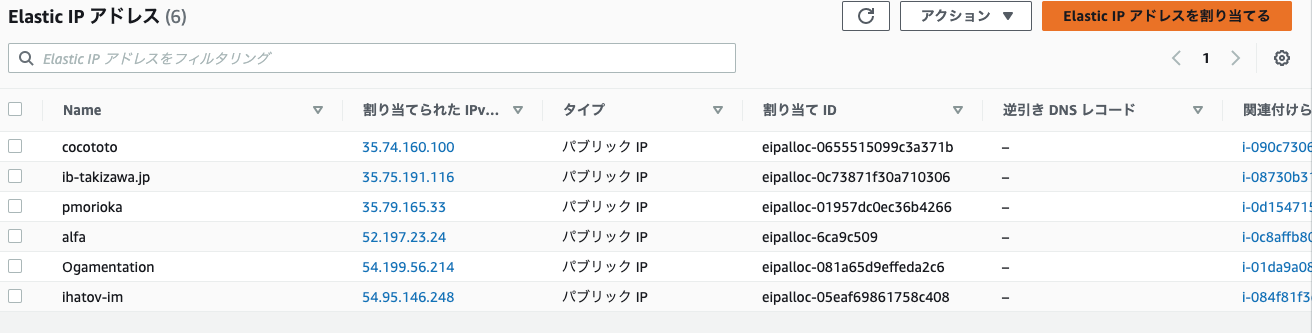 Elastic IP アドレス (6)
アクション ▼
Elastic IP アドレスを割り当てる
Elastic IP アドレスをフィルタリング
1
Name 割り当てられた IPv... タイプ 割り当て ID 逆引き DNS レコード 関連付けら
cocototo 35.74.160.100 パブリック IP eipalloc-0655515099c3a371b – i-090c7306
ib-takizawa.jp 35.75.191.116 パブリック IP eipalloc-0c73871f30a710306 – i-08730b31
pmorioka 35.79.165.33 パブリック IP eipalloc-01957dc0ec36b4266 – i-0d154715
alfa 52.197.23.24 パブリック IP eipalloc-6ca9c509 – i-0c8affb80
Ogamentation 54.199.56.214 パブリック IP eipalloc-081a65d9effeda2c6 – i-01da9a08
ihatov-im 54.95.146.248 パブリック IP eipalloc-05eaf69861758c408 – i-084f81f3